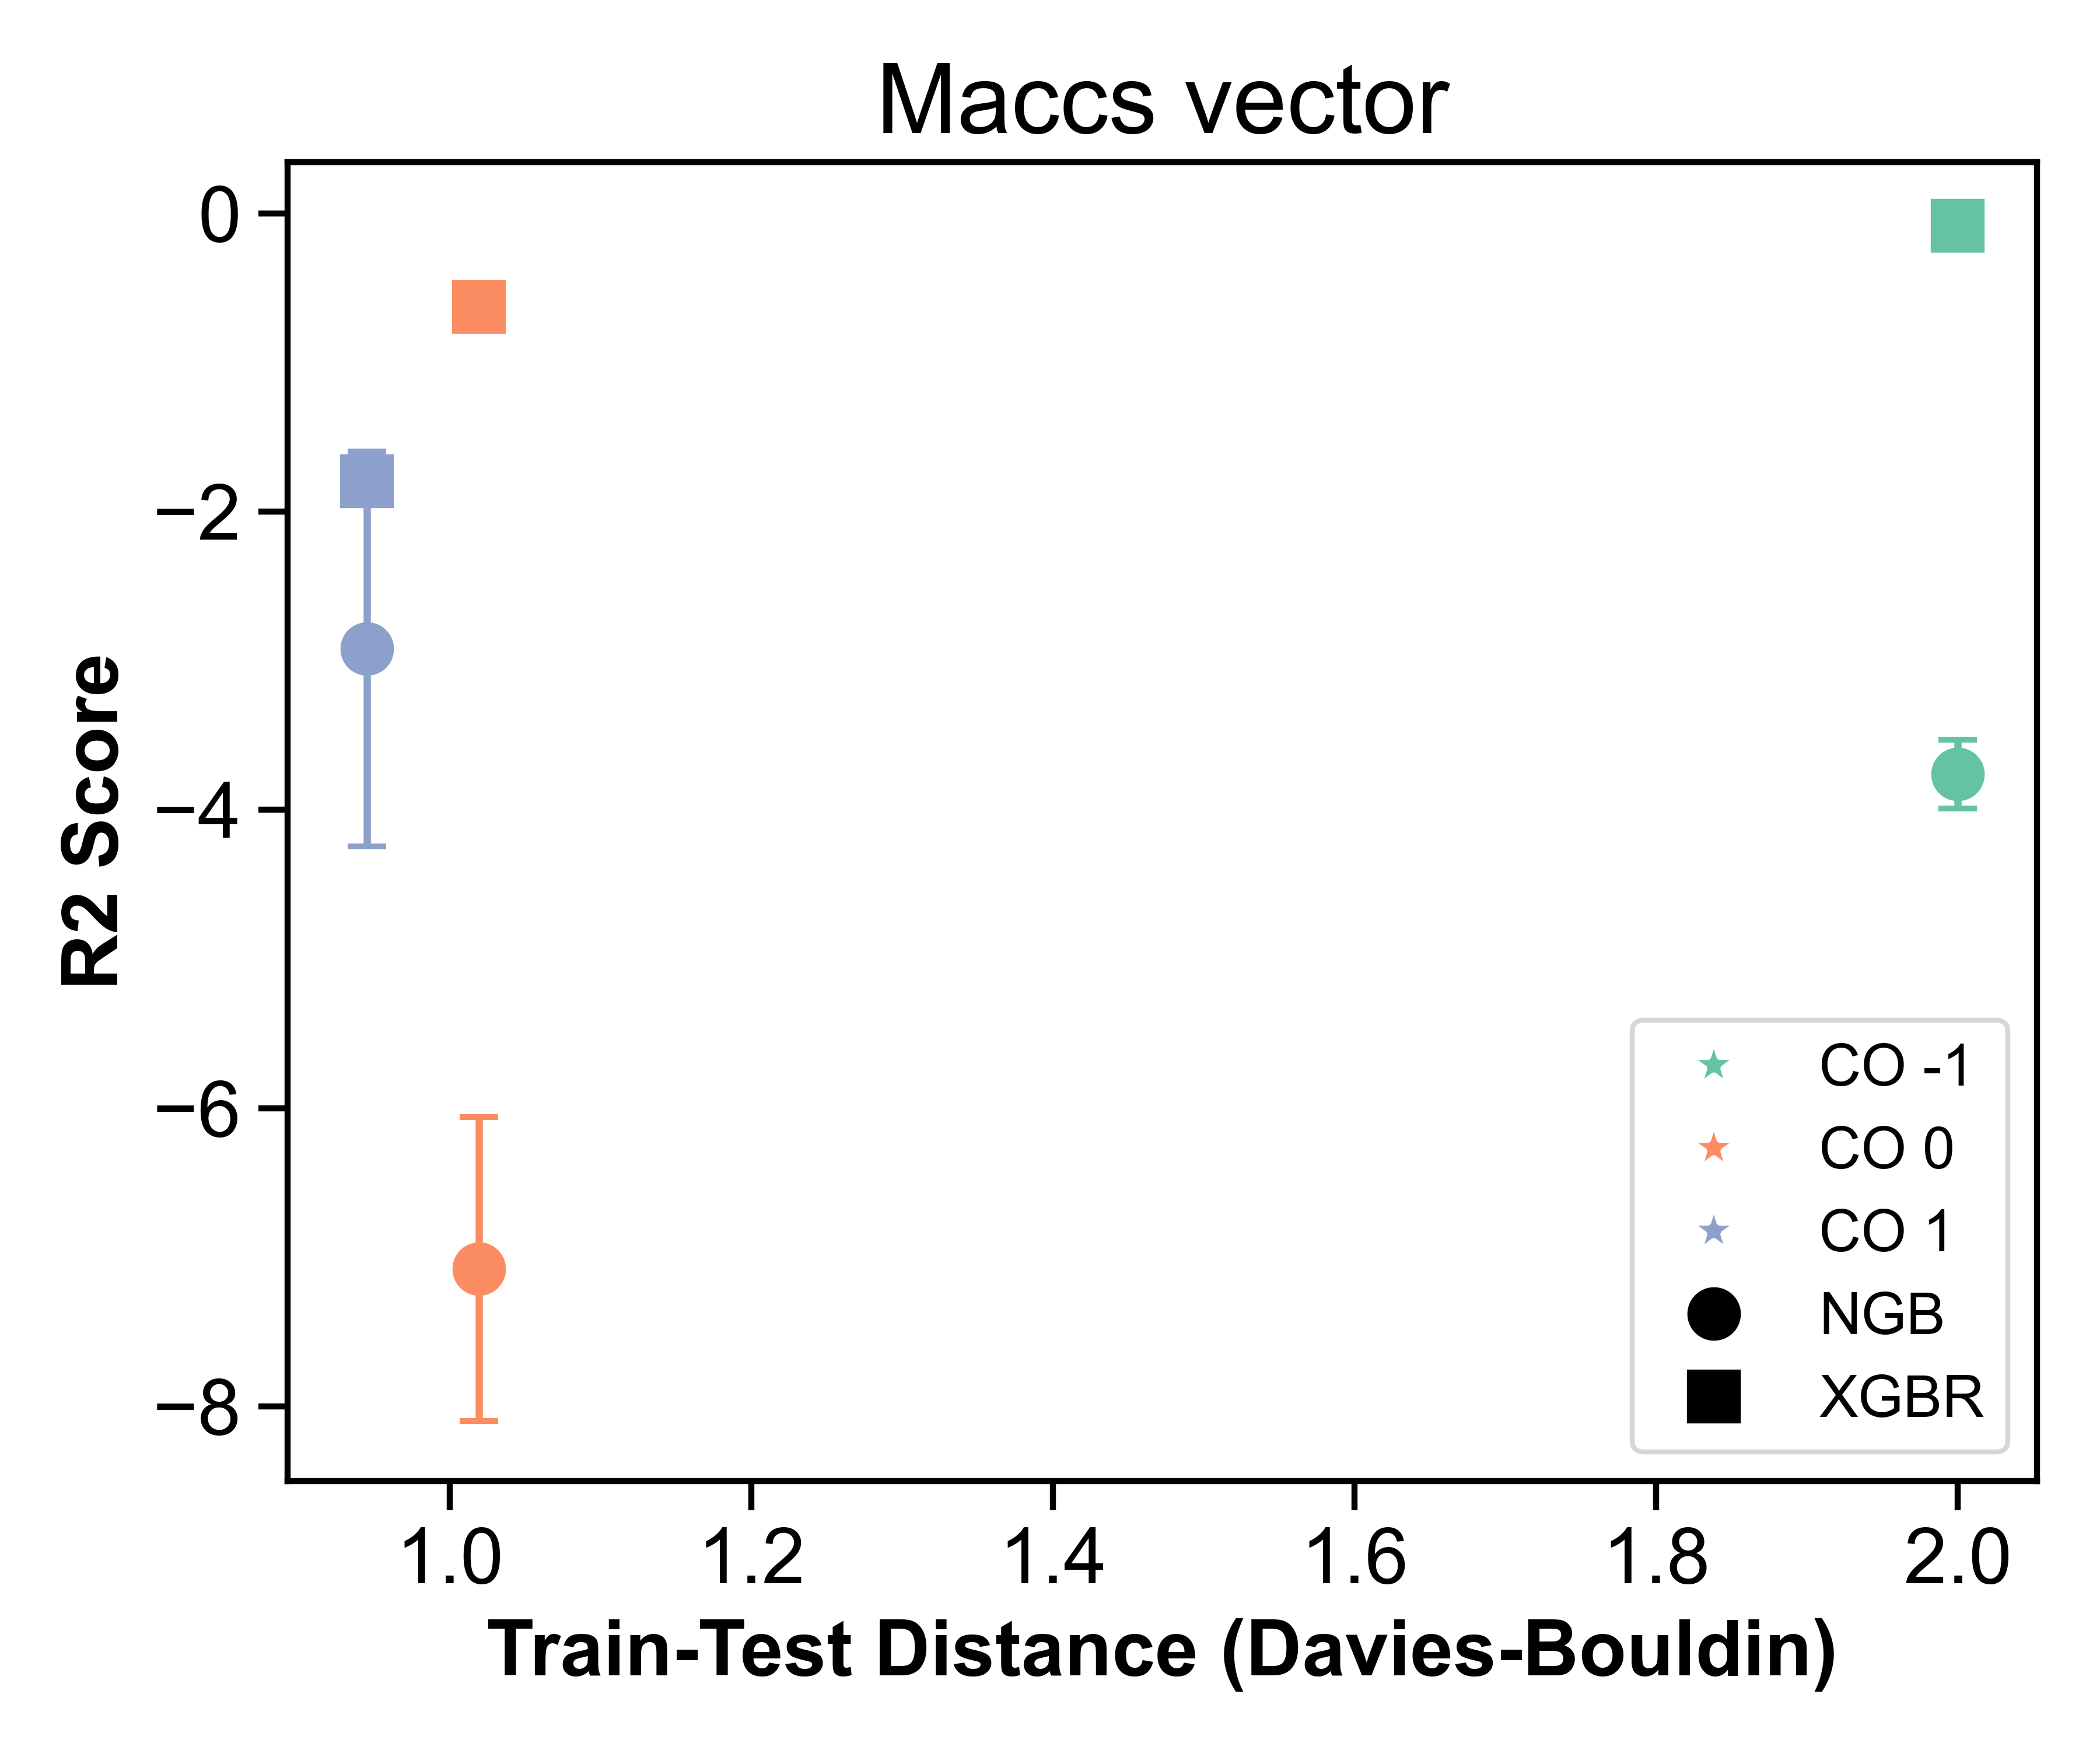 Maccs vector
0
−2
−4
−6
−8
R2 Score
CO -1
CO 0
CO 1
NGB
XGBR
1.0 1.2 1.4 1.6 1.8 2.0
Train-Test Distance (Davies-Bouldin)